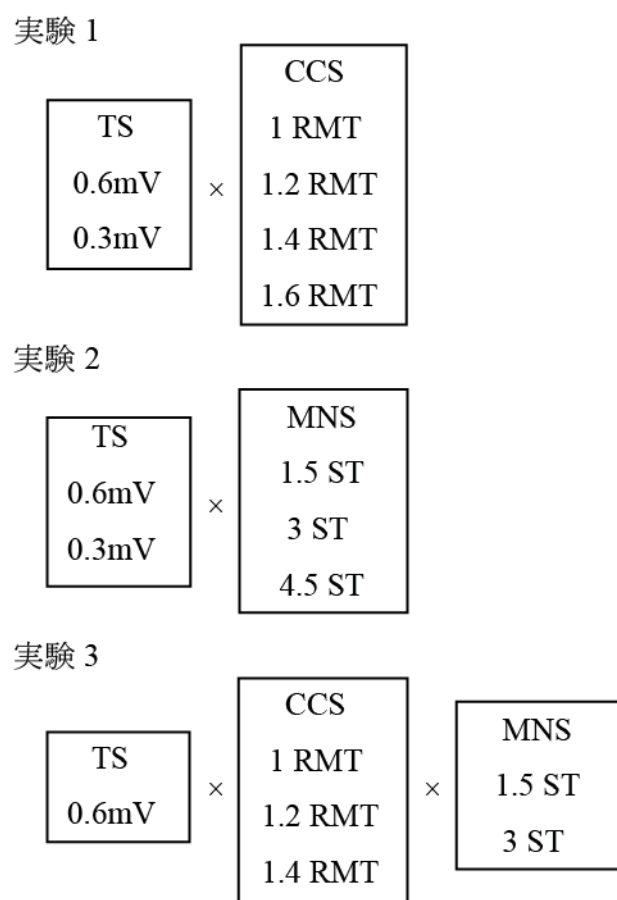 実験 1
TS
0.6mV
0.3mV
×
CCS
1 RMT
1.2 RMT
1.4 RMT
1.6 RMT
実験 2
TS
0.6mV
0.3mV
×
MNS
1.5 ST
3 ST
4.5 ST
実験 3
TS
0.6mV
×
CCS
1 RMT
1.2 RMT
1.4 RMT
×
MNS
1.5 ST
3 ST